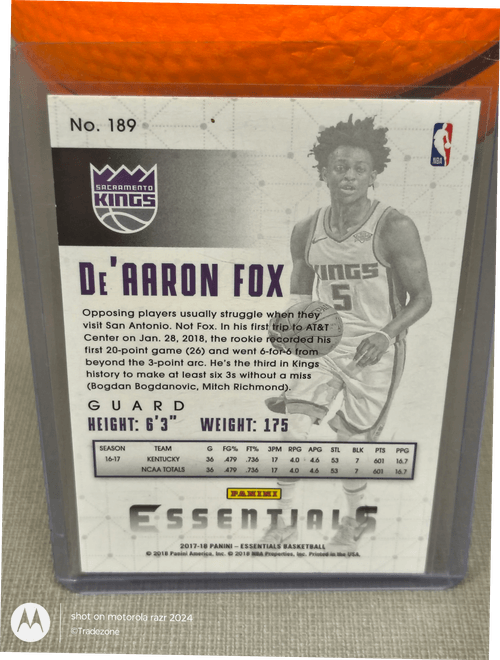 No. 189
NBA
SACRAMENTO
KINGS
DE'AARON FOX
KINGS
5
Opposing players usually struggle when they
visit San Antonio. Not Fox. In his first trip to AT&T
Center on Jan. 28, 2018, the rookie recorded his
first 20-point game (26) and went 6-for-6 from
beyond the 3-point arc. He's the third in Kings
history to make at least six 3s without a miss
(Bogdan Bogdanovic, Mitch Richmond).
GUARD
HEIGHT: 6'3" WEIGHT: 175
SEASON TEAM G FG% FT% 3PM RPG APG STL BLK PTS PPG
16-17 KENTUCKY 36 .479 .736 17 4.0 4.6 53 7 601 16.7
NCAA TOTALS 36 .479 .736 17 4.0 4.6 53 7 601 16.7
PANINI
ESSENTIALS
2017-18 PANINI – ESSENTIALS BASKETBALL
© 2018 Panini America, Inc. © 2018 NBA Properties, Inc. Printed in the USA.
shot on motorola razr 2024
©Tradezone